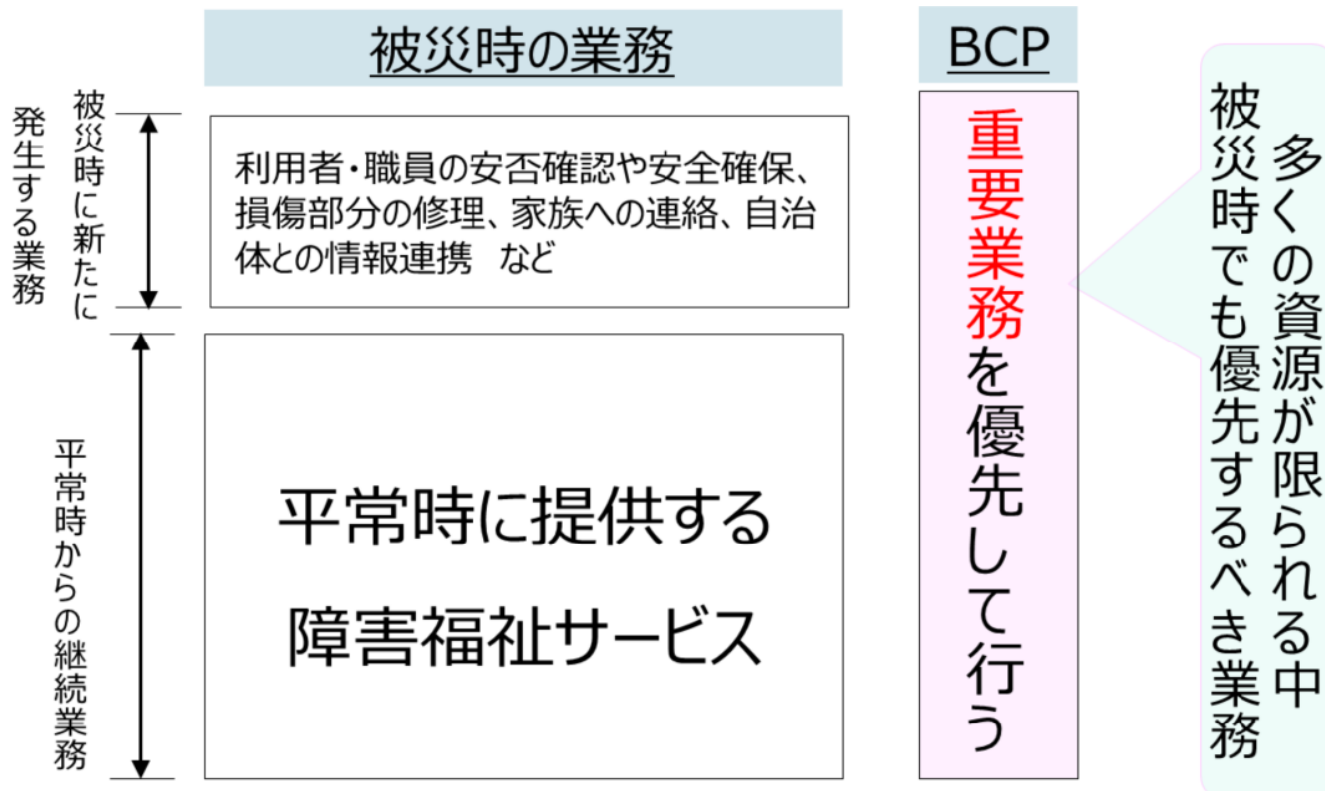 被災時の業務
BCP
被災時に新たに
発生する業務
利用者・職員の安否確認や安全確保、
損傷部分の修理、家族への連絡、自治
体との情報連携　など
平常時からの継続業務
平常時に提供する
障害福祉サービス
重要業務を優先して行う
多くの資源が限られる中
被災時でも優先するべき業務